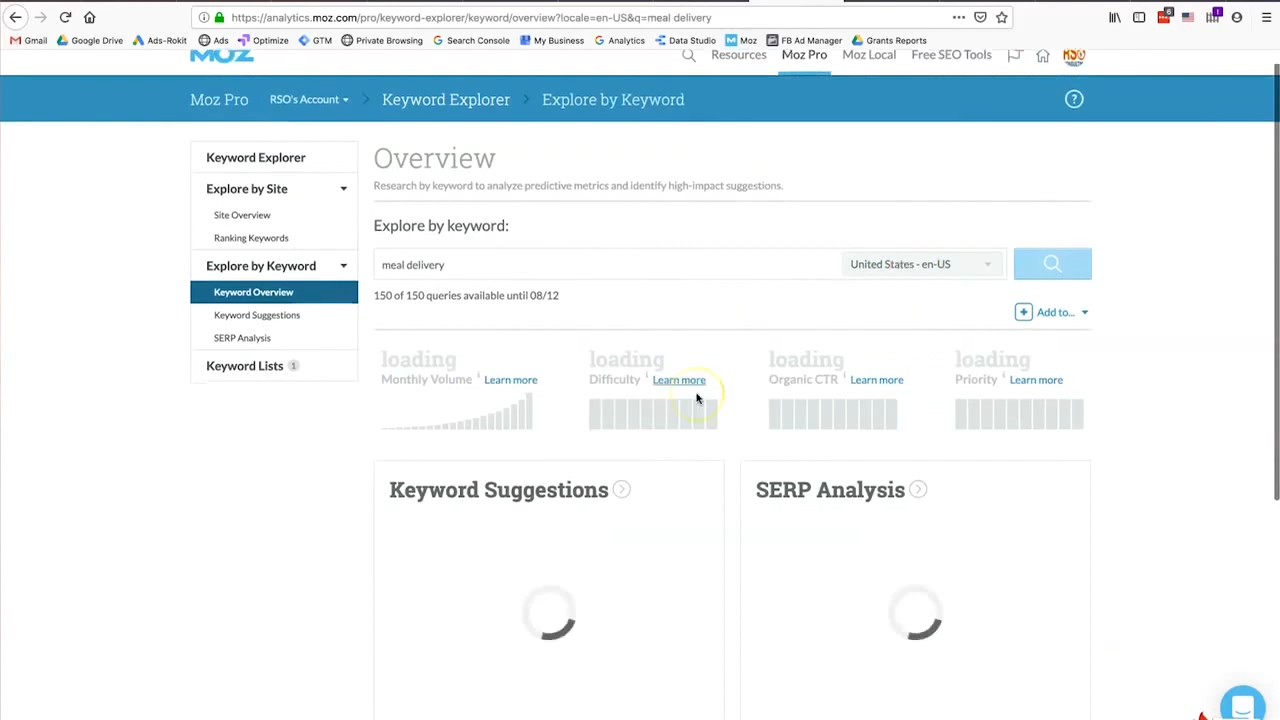 https://analytics.moz.com/pro/keyword-explorer/keyword/overview?locale=en-US&q=meal delivery
Gmail Google Drive Ads-Rokit Ads Optimize GTM Private Browsing Search Console My Business Analytics Data Studio Moz FB Ad Manager Grants Reports
MOZ Resources Moz Pro Moz Local Free SEO Tools
Moz Pro RSO's Account Keyword Explorer Explore by Keyword
Keyword Explorer
Explore by Site
Site Overview
Ranking Keywords
Explore by Keyword
Keyword Overview
Keyword Suggestions
SERP Analysis
Keyword Lists 1
Overview
Research by keyword to analyze predictive metrics and identify high-impact suggestions.
Explore by keyword:
meal delivery United States - en-US
150 of 150 queries available until 08/12
Add to...
loading loading loading loading
Monthly Volume i Learn more Difficulty i Learn more Organic CTR i Learn more Priority i Learn more
Keyword Suggestions SERP Analysis